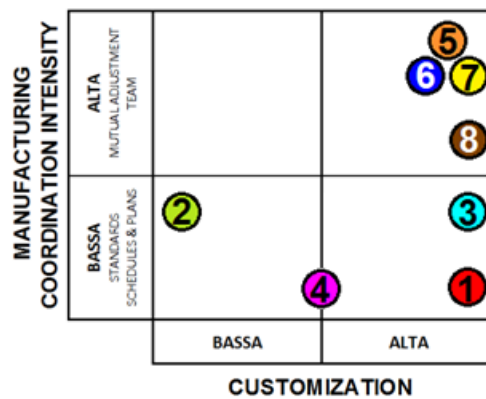 MANUFACTURING
COORDINATION INTENSITY
ALTA
MUTUAL ADJUSTMENT
TEAM
BASSA
STANDARDS
SCHEDULES & PLANS
5
6 7
8
2 3
4 1
BASSA ALTA
CUSTOMIZATION